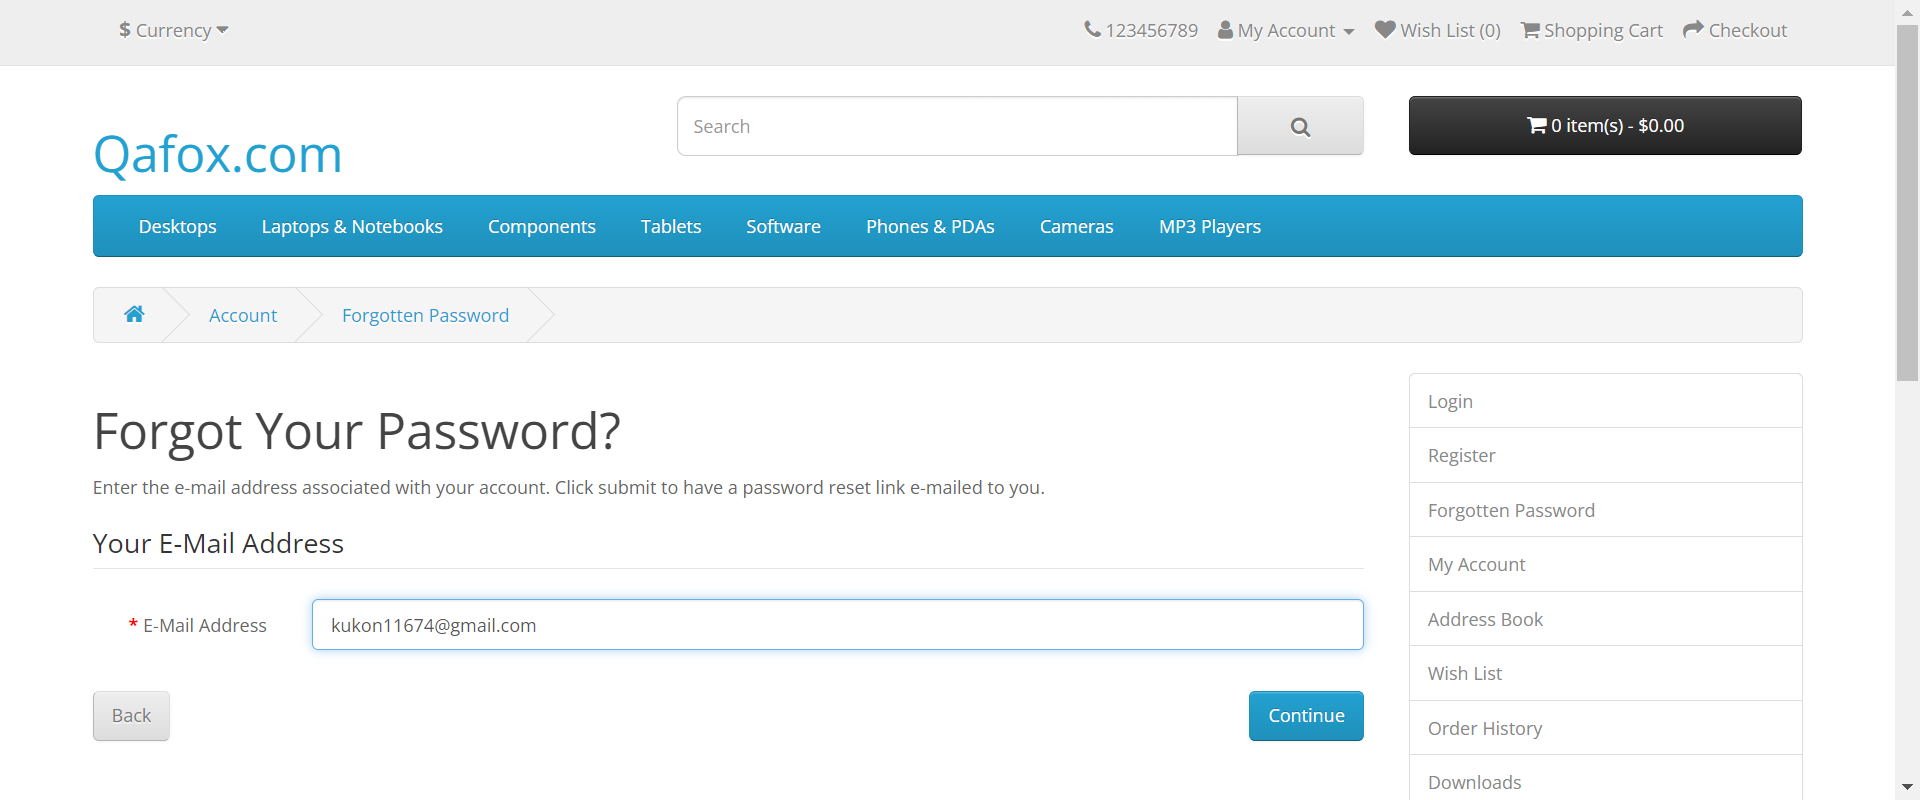 $ Currency
123456789 My Account Wish List (0) Shopping Cart Checkout
Qafox.com
Search
0 item(s) - $0.00
Desktops Laptops & Notebooks Components Tablets Software Phones & PDAs Cameras MP3 Players
Account Forgotten Password
Forgot Your Password?
Enter the e-mail address associated with your account. Click submit to have a password reset link e-mailed to you.
Your E-Mail Address
* E-Mail Address kukon11674@gmail.com
Back Continue
Login
Register
Forgotten Password
My Account
Address Book
Wish List
Order History
Downloads